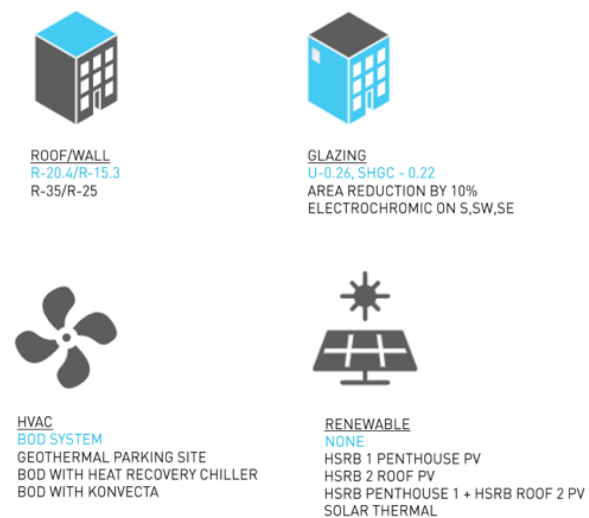 ROOF/WALL
R-20.4/R-15.3
R-35/R-25
GLAZING
U-0.26, SHGC - 0.22
AREA REDUCTION BY 10%
ELECTROCHROMIC ON S,SW,SE
HVAC
BOD SYSTEM
GEOTHERMAL PARKING SITE
BOD WITH HEAT RECOVERY CHILLER
BOD WITH KONVECTA
RENEWABLE
NONE
HSRB 1 PENTHOUSE PV
HSRB 2 ROOF PV
HSRB PENTHOUSE 1 + HSRB ROOF 2 PV
SOLAR THERMAL